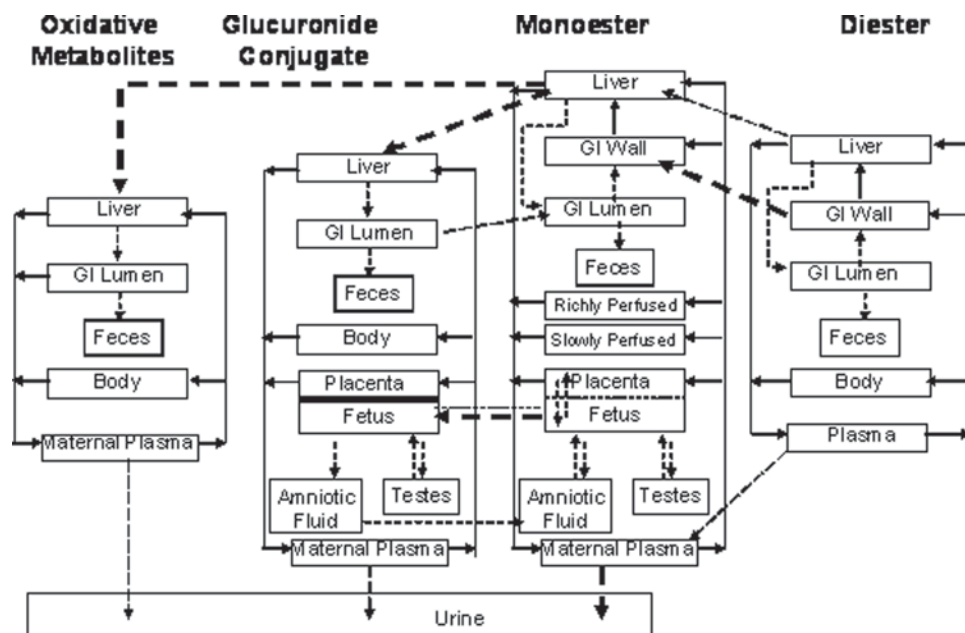 Oxidative
Metabolites
Glucuronide
Conjugate
Monoester
Diester
Liver
GI Lumen
Feces
Body
Maternal Plasma
Liver
GI Lumen
Feces
Body
Placenta
Fetus
Amniotic
Fluid
Testes
Maternal Plasma
Liver
GI Wall
GI Lumen
Feces
Richly Perfused
Slowly Perfused
Placenta
Fetus
Amniotic
Fluid
Testes
Maternal Plasma
Liver
GI Wall
GI Lumen
Feces
Body
Plasma
Urine